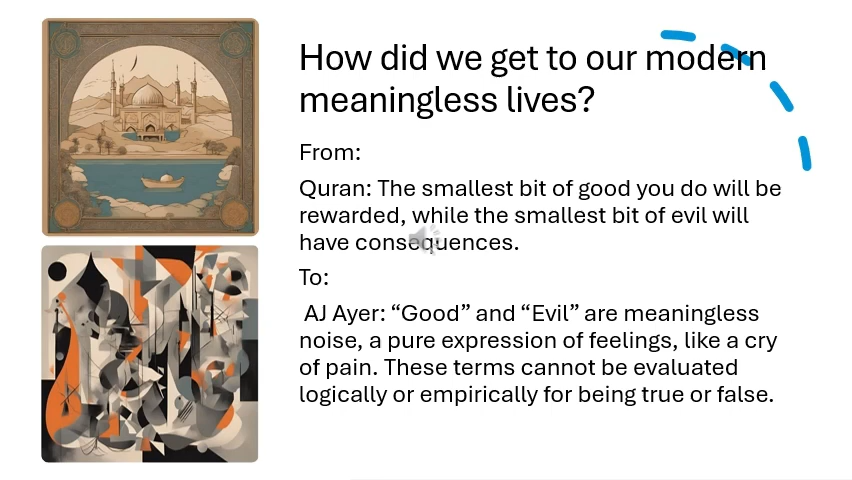 How did we get to our modern
meaningless lives?
From:
Quran: The smallest bit of good you do will be
rewarded, while the smallest bit of evil will
have consequences.
To:
AJ Ayer: “Good” and “Evil” are meaningless
noise, a pure expression of feelings, like a cry
of pain. These terms cannot be evaluated
logically or empirically for being true or false.